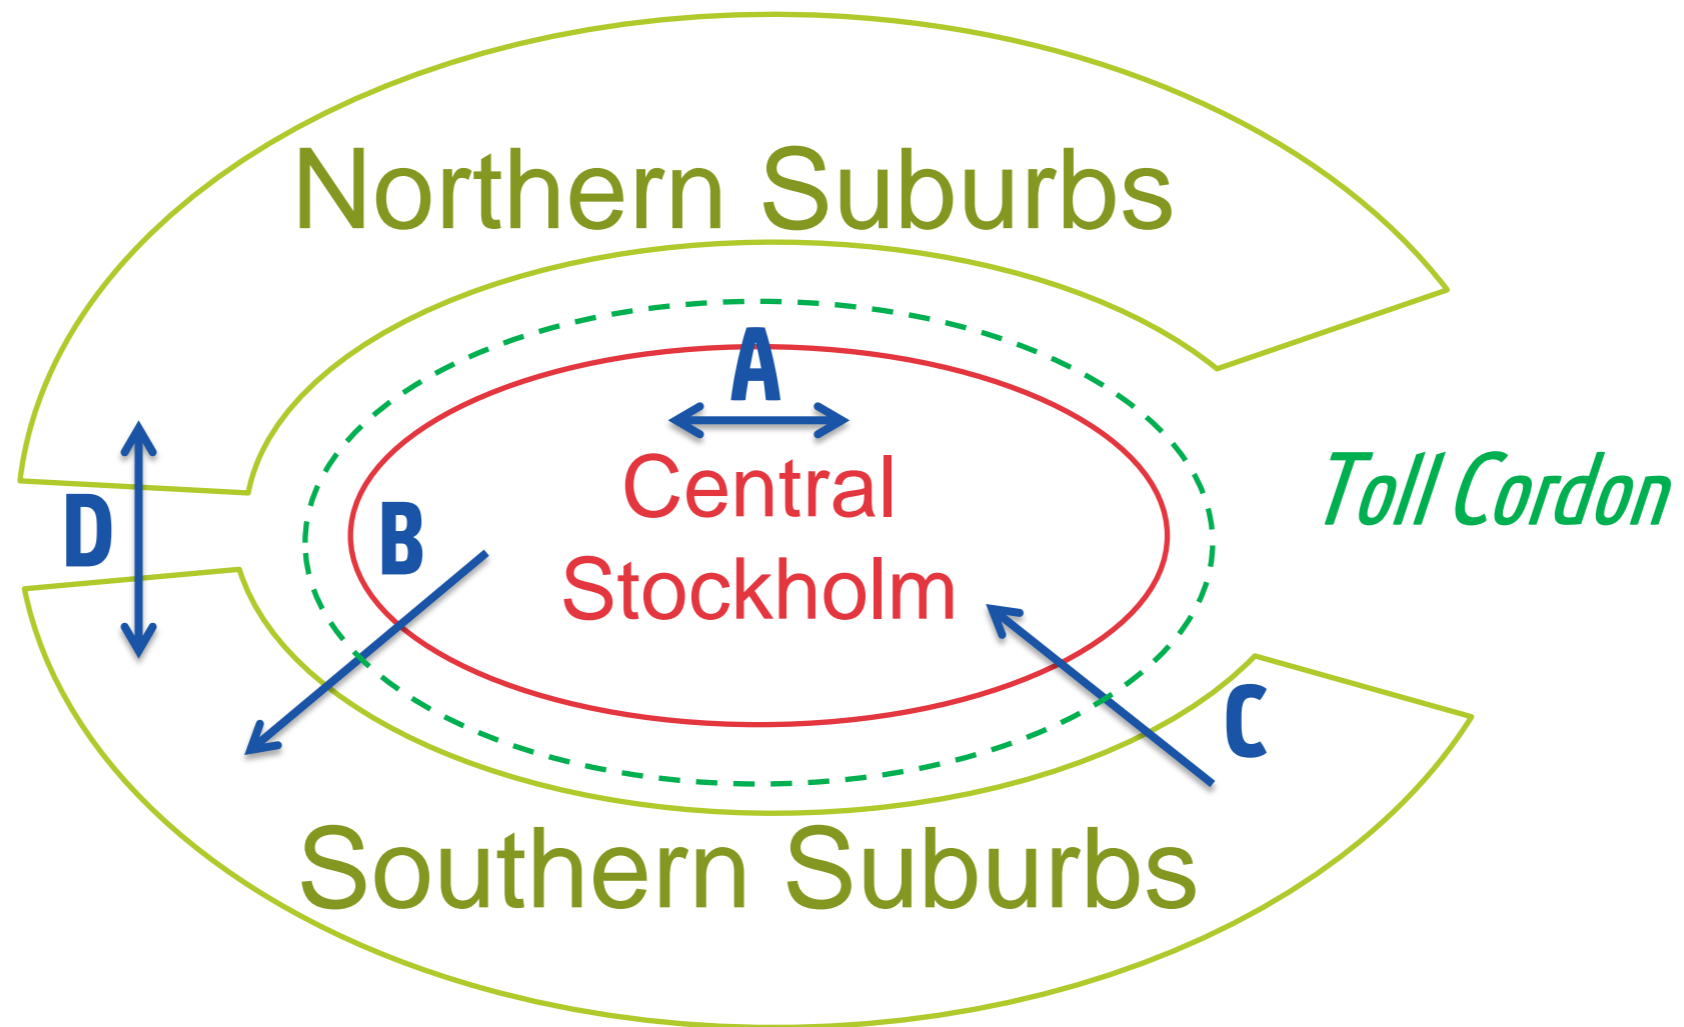 Northern Suburbs
A
Central
Stockholm
Toll Cordon
D
B
C
Southern Suburbs